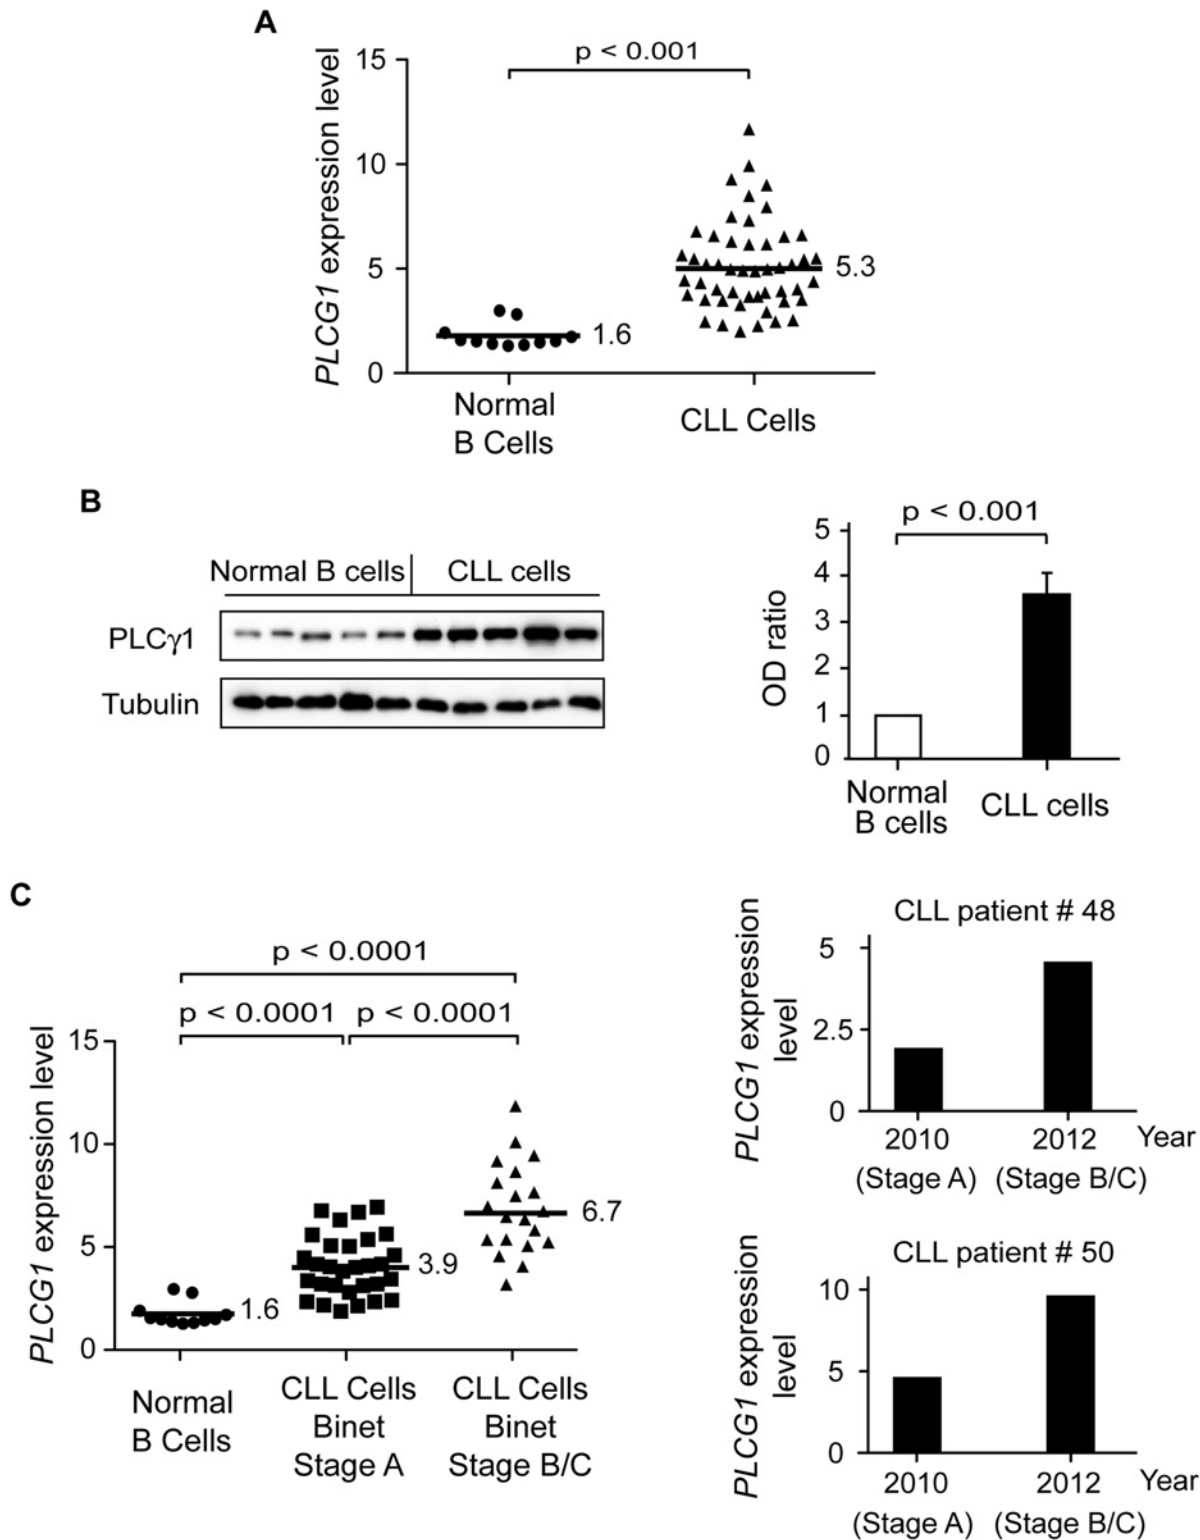 A
p < 0.001
PLCG1 expression level
15
10
5
0
1.6
5.3
Normal
B Cells
CLL Cells
B
Normal B cells
CLL cells
PLCγ1
Tubulin
p < 0.001
OD ratio
5
4
3
2
1
0
Normal
B cells
CLL cells
C
p < 0.0001
p < 0.0001
p < 0.0001
PLCG1 expression level
15
10
5
0
1.6
3.9
6.7
Normal
B Cells
CLL Cells
Binet
Stage A
CLL Cells
Binet
Stage B/C
CLL patient # 48
PLCG1 expression
level
5
2.5
0
2010
2012
Year
(Stage A)
(Stage B/C)
CLL patient # 50
PLCG1 expression
level
10
5
0
2010
2012
Year
(Stage A)
(Stage B/C)